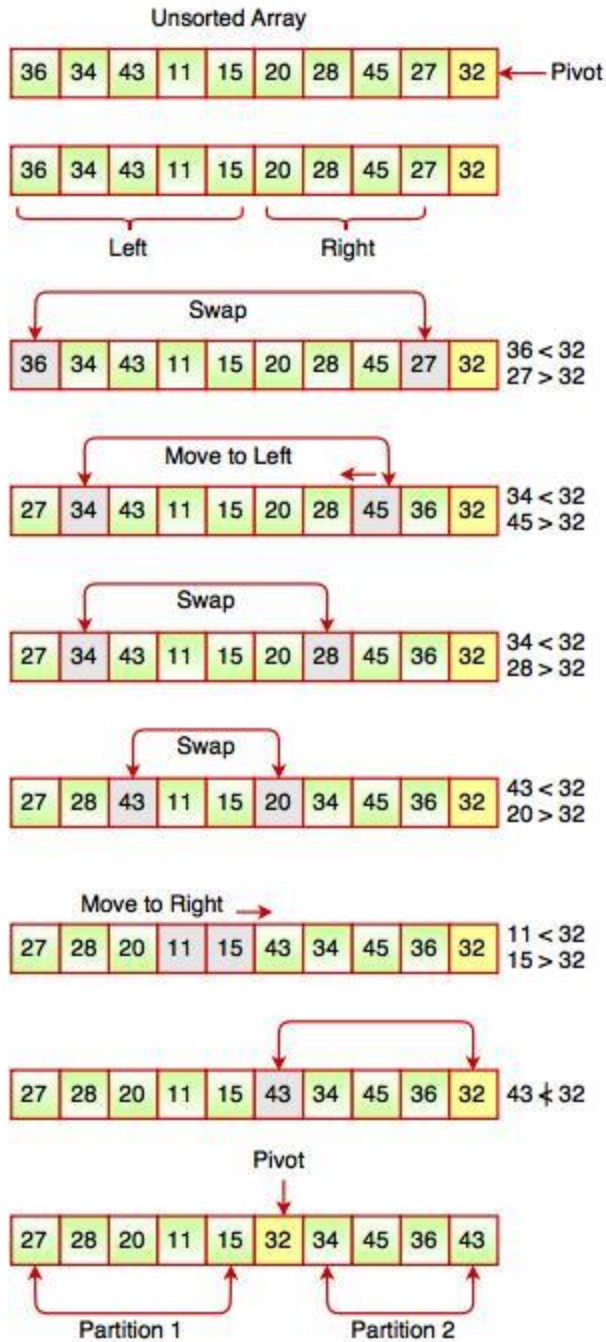 Unsorted Array
36 34 43 11 15 20 28 45 27 32 Pivot
36 34 43 11 15 20 28 45 27 32
Left Right
Swap
36 34 43 11 15 20 28 45 27 32
36 < 32
27 > 32
Move to Left
27 34 43 11 15 20 28 45 36 32
34 < 32
45 > 32
Swap
27 34 43 11 15 20 28 45 36 32
34 < 32
28 > 32
Swap
27 28 43 11 15 20 34 45 36 32
43 < 32
20 > 32
Move to Right
27 28 20 11 15 43 34 45 36 32
11 < 32
15 > 32
27 28 20 11 15 43 34 45 36 32 43 ≮ 32
Pivot
27 28 20 11 15 32 34 45 36 43
Partition 1 Partition 2